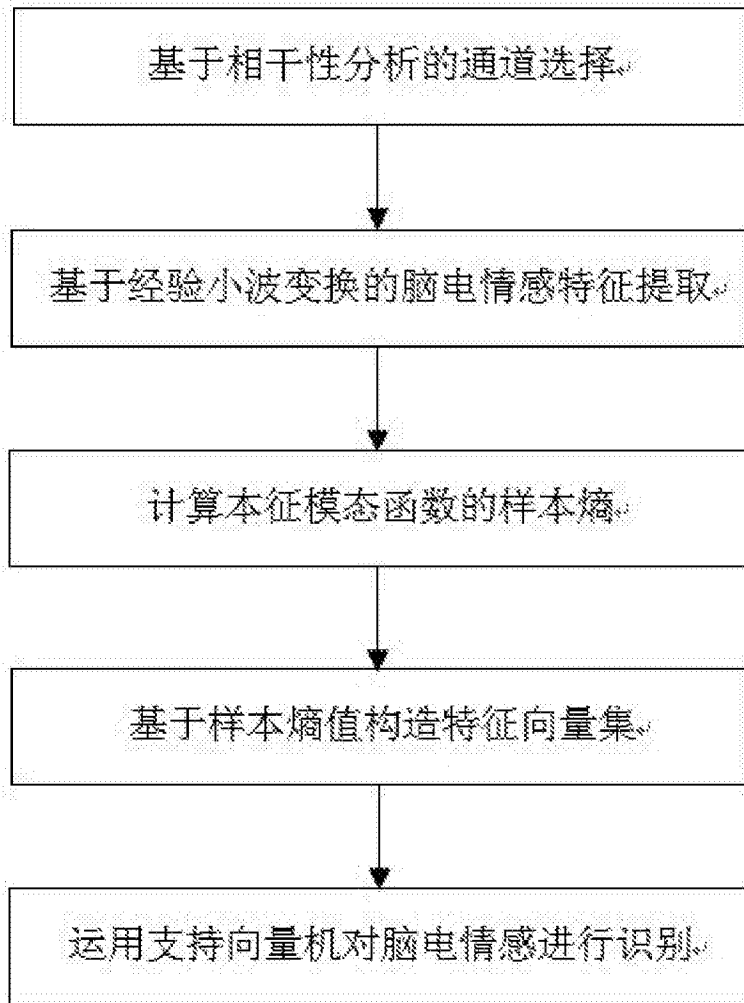 基于相干性分析的通道选择
基于经验小波变换的脑电情感特征提取
计算本征模态函数的样本熵
基于样本熵值构造特征向量集
运用支持向量机对脑电情感进行识别